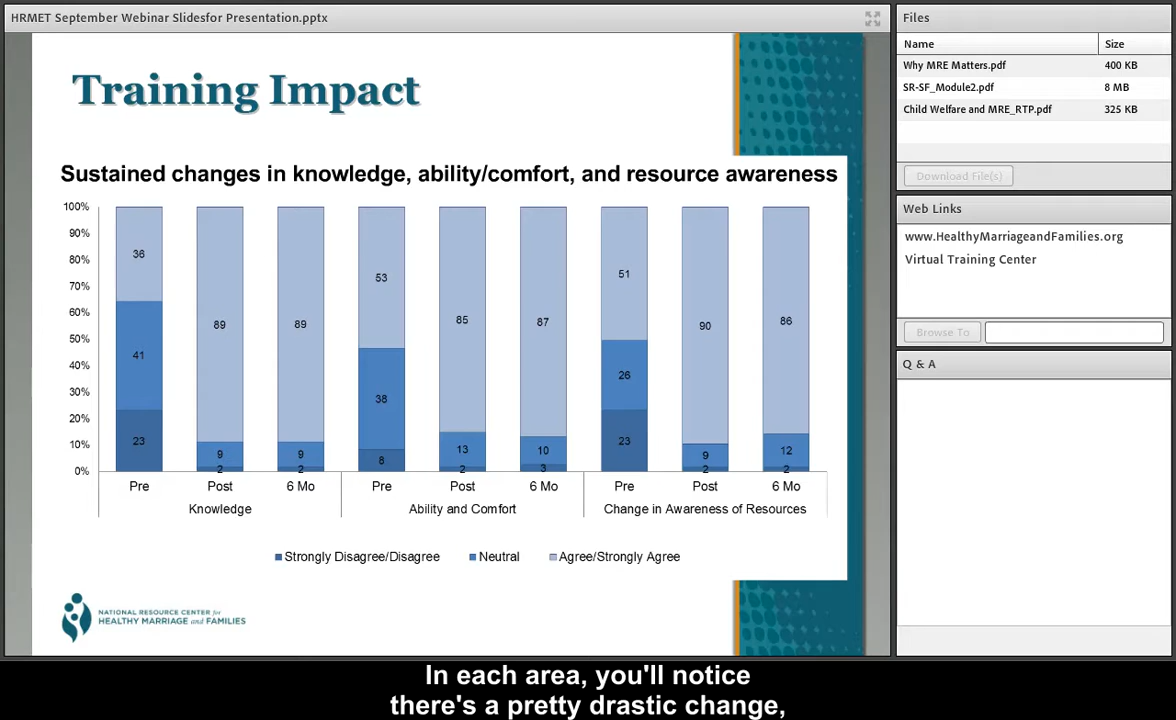 HRMET September Webinar Slidesfor Presentation.pptx
Training Impact
Sustained changes in knowledge, ability/comfort, and resource awareness
100%
90%
80%
70%
60%
50%
40%
30%
20%
10%
0%
36 41 23
89 9 2
89 9 2
53 38 8
85 13 2
87 10 3
51 26 23
90 9 2
86 12 2
Pre Post 6 Mo Pre Post 6 Mo Pre Post 6 Mo
Knowledge Ability and Comfort Change in Awareness of Resources
Strongly Disagree/Disagree Neutral Agree/Strongly Agree
NATIONAL RESOURCE CENTER for
HEALTHY MARRIAGE and FAMILIES
Files
Name Size
Why MRE Matters.pdf 400 KB
SR-SF_Module2.pdf 8 MB
Child Welfare and MRE_RTP.pdf 325 KB
Download File(s)
Web Links
www.HealthyMarriageandFamilies.org
Virtual Training Center
Browse To
Q & A
In each area, you'll notice
there's a pretty drastic change,